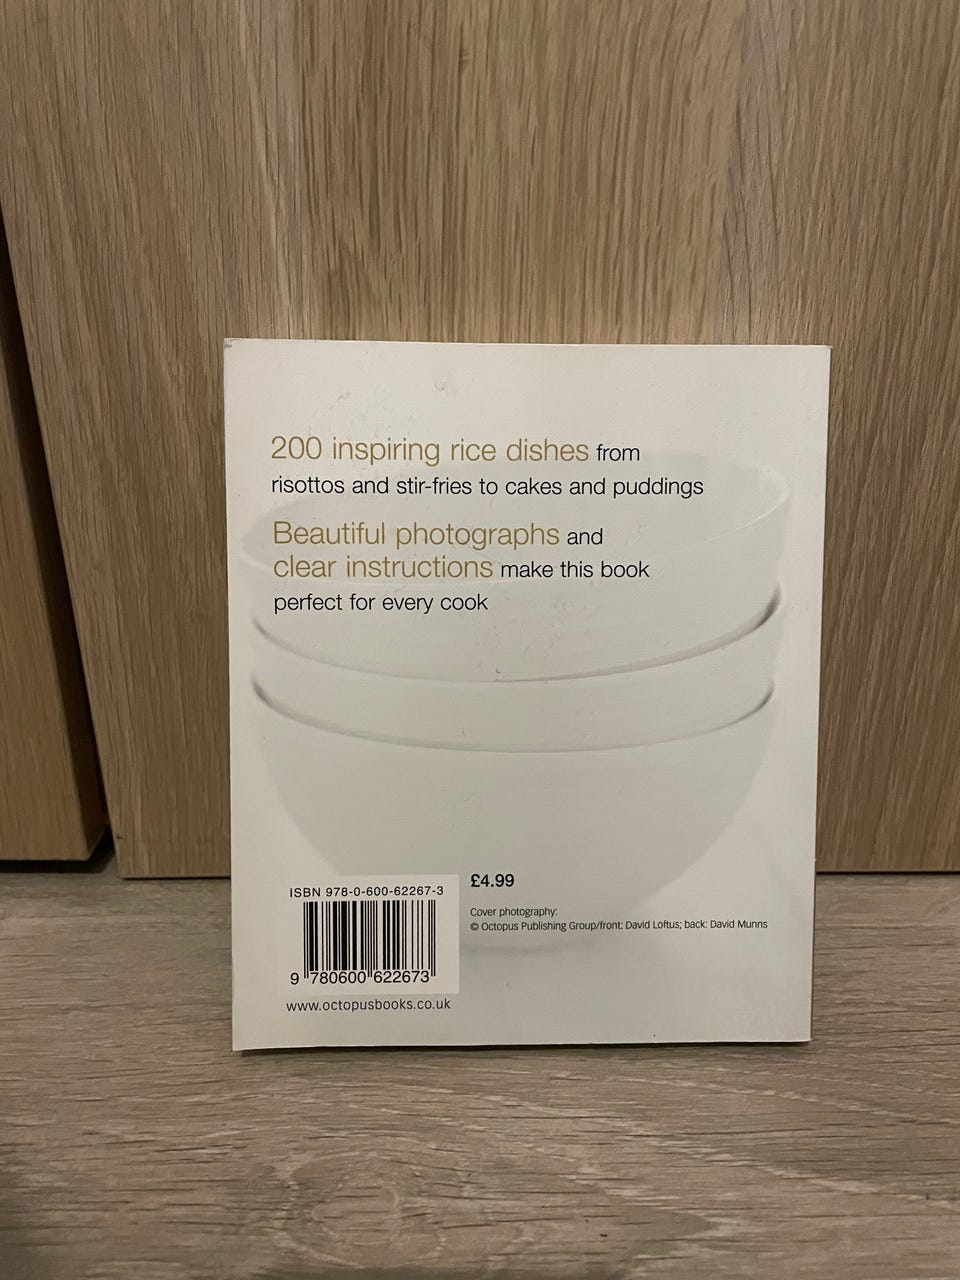 200 inspiring rice dishes from
risottos and stir-fries to cakes and puddings
Beautiful photographs and
clear instructions make this book
perfect for every cook
£4.99
ISBN 978-0-600-62267-3
Cover photography:
© Octopus Publishing Group/front: David Loftus; back: David Munns
9 780600 622673
www.octopusbooks.co.uk